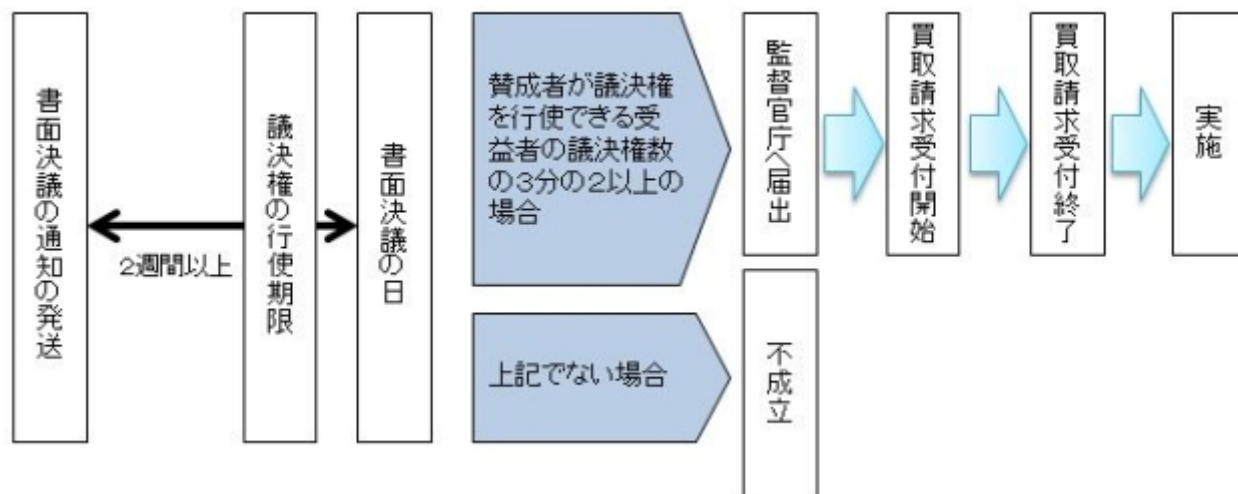 書面決議の通知の発送
2週間以上
議決権の行使期限
書面決議の日
賛成者が議決権
を行使できる受
益者の議決権数
の3分の2以上の
場合
監督官庁へ届出
買取請求受付開始
買取請求受付終了
実施
上記でない場合
不成立